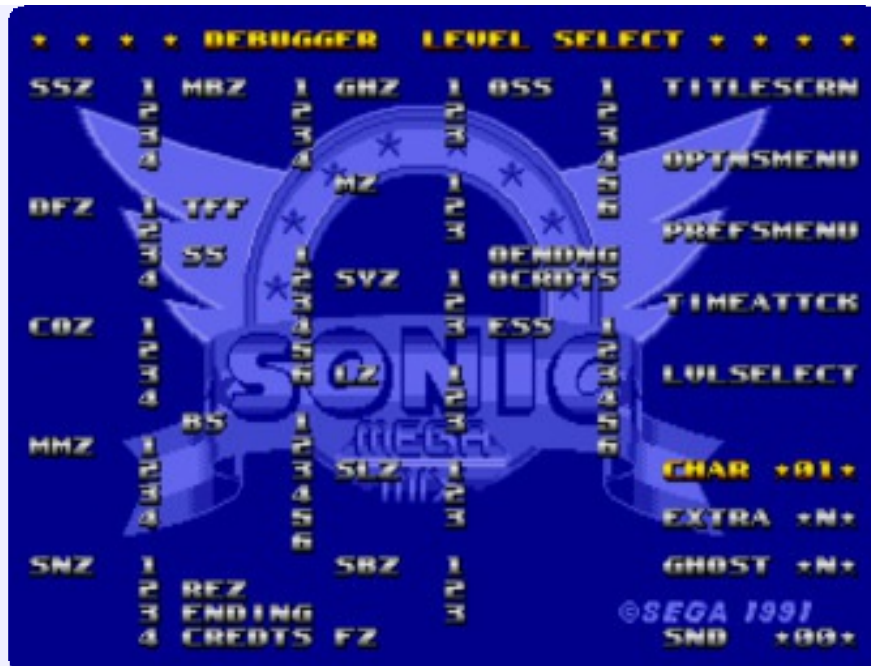 * * * * DEBUGGER LEVEL SELECT * * * *
SSZ 1 MBZ 1 GHZ 1 OSS 1 TITLESCRN
2 2 2 2
3 3 3 3
4 4 4 OPTNSMENU
MZ 1 5
DFZ 1 TFF 2 6
2 3 PREFSMENU
3 SS 1 OENDNG
4 2 SYZ 1 OCRDTS
3 2 TIMEATTCK
COZ 1 4 3 ESS 1
2 5 2
3 6 LZ 1 3 LVLSELECT
4 2 4
BS 1 3 5
MMZ 1 2 6
2 3 SLZ 1 CHAR *01*
3 4 2
4 5 3 EXTRA *N*
6
SNZ 1 SBZ 1 GHOST *N*
2 REZ 2
3 ENDING 3
4 CREDTS FZ SND *00*
SONIC
MEGA
MIX
©SEGA 1991